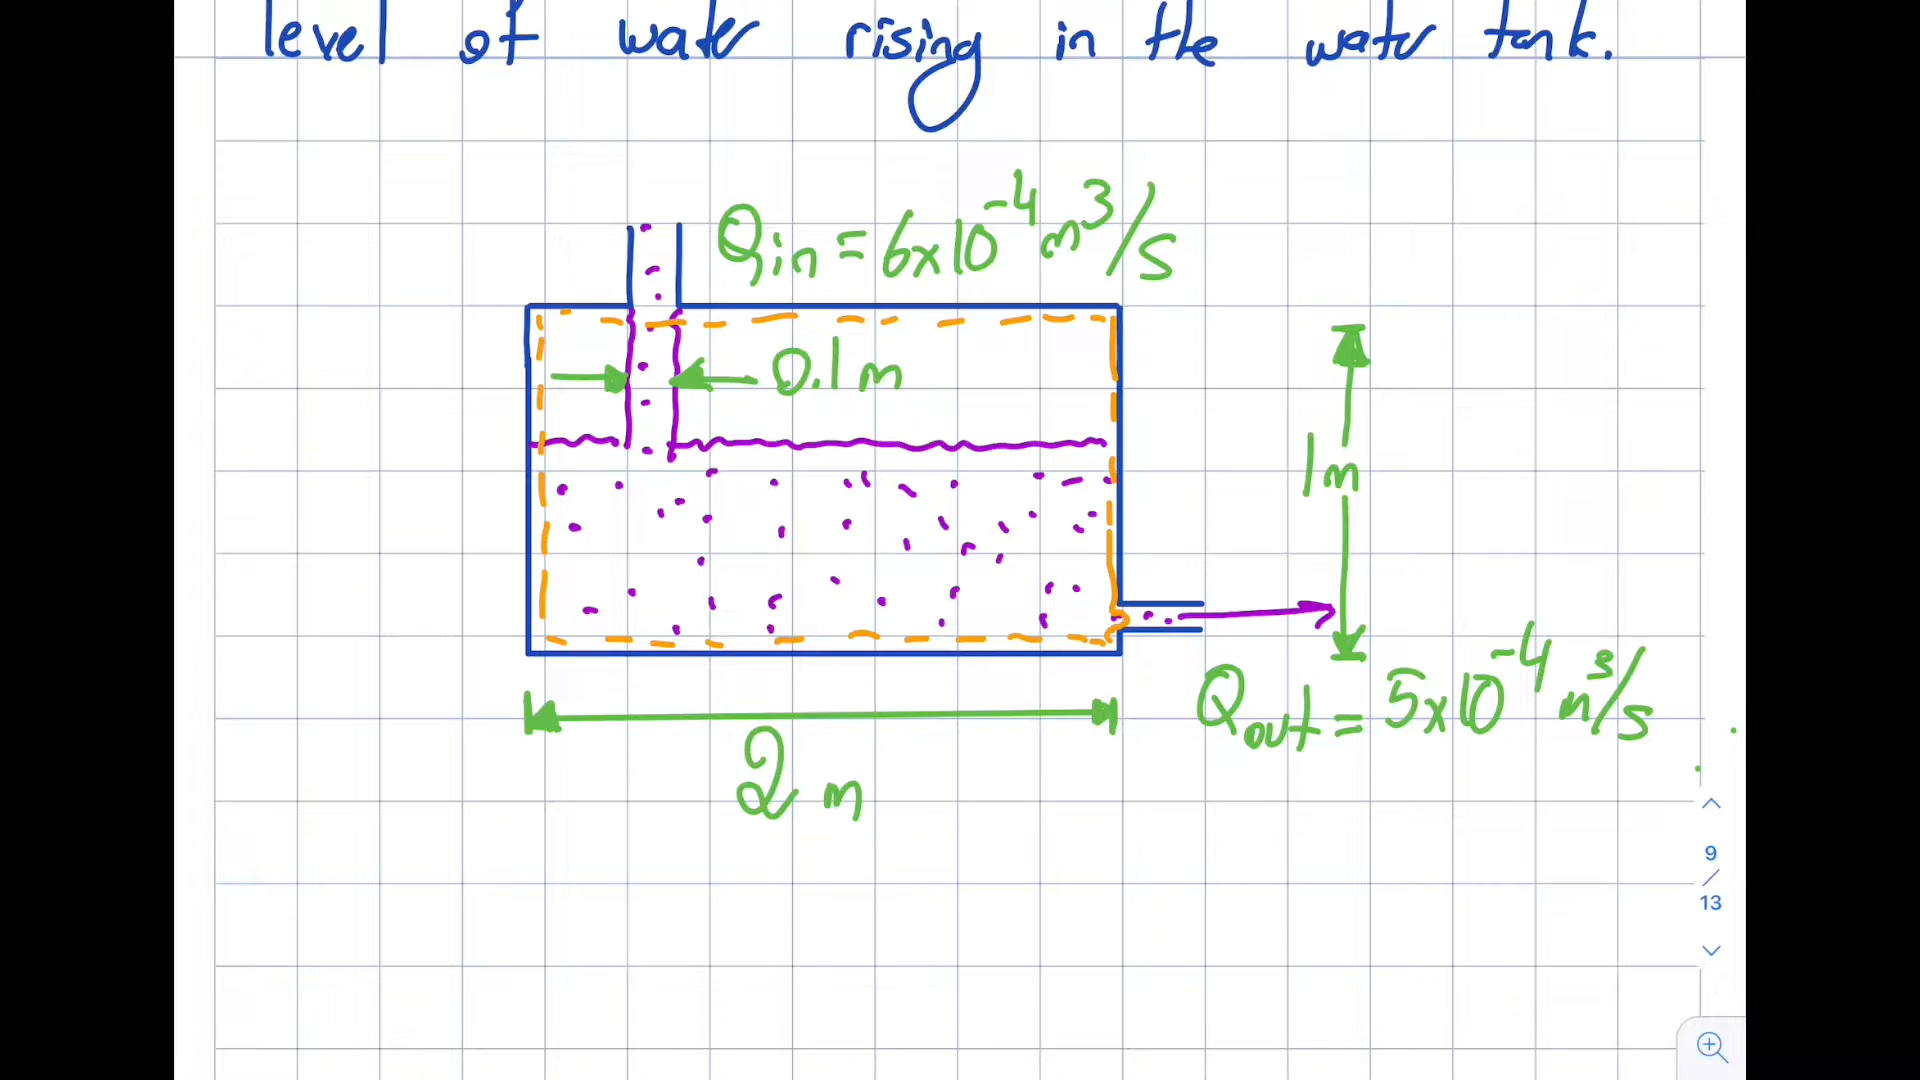 level of water rising in the water tank.
Qin = 6x10⁻⁴ m³/s
0.1 m
1m
Qout = 5x10⁻⁴ m³/s
2 m
9
/
13